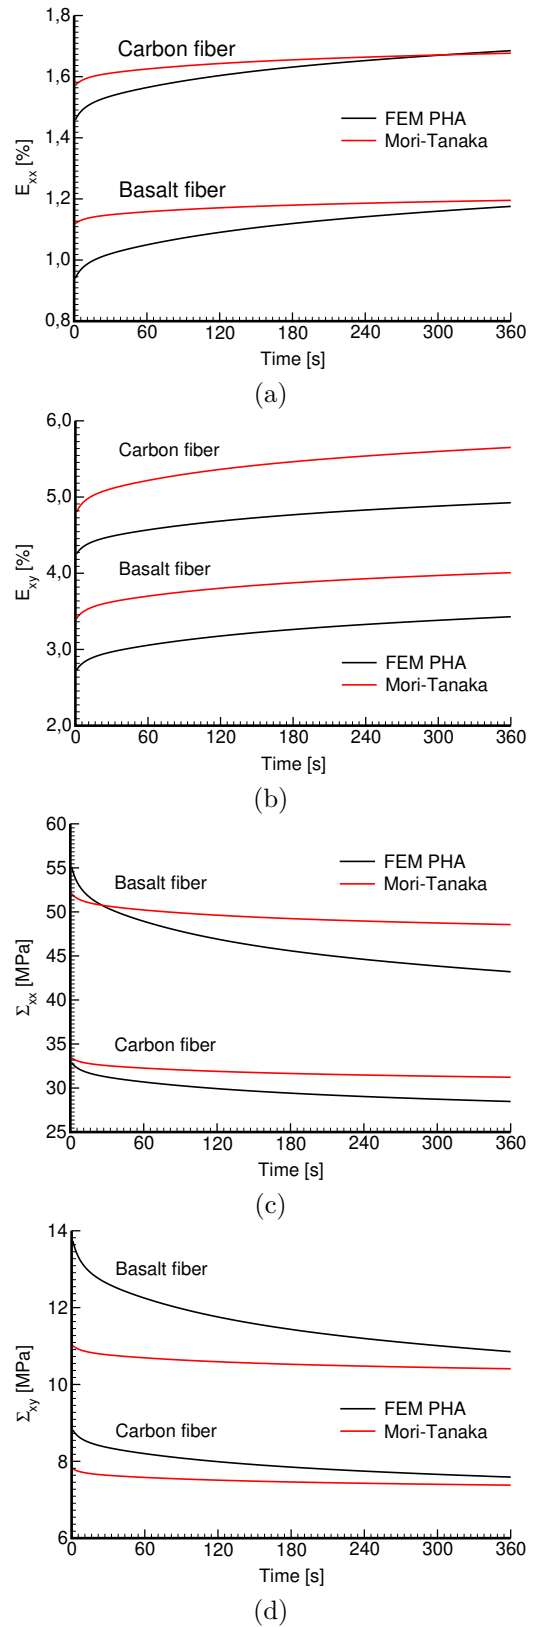 1,8
Carbon fiber
1,6
FEM PHA
Mori-Tanaka
1,4
E_xx [%]
Basalt fiber
1,2
1,0
0,8
0 60 120 180 240 300 360
Time [s]
(a)
6,0
Carbon fiber
5,0
Basalt fiber
4,0
E_xy [%]
FEM PHA
3,0
Mori-Tanaka
2,0
0 60 120 180 240 300 360
Time [s]
(b)
60
FEM PHA
55
Basalt fiber
Mori-Tanaka
50
45
Σ_xx [MPa]
40
35
Carbon fiber
30
25
0 60 120 180 240 300 360
Time [s]
(c)
14
Basalt fiber
12
10
Σ_xy [MPa]
FEM PHA
Carbon fiber
Mori-Tanaka
8
6
0 60 120 180 240 300 360
Time [s]
(d)